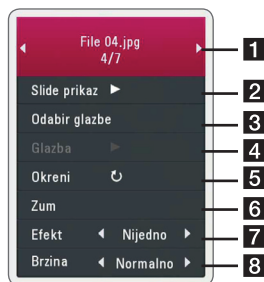 File 04.jpg
4/7
1
Slide prikaz
2
Odabir glazbe
3
Glazba
4
Okreni
5
Zum
6
Efekt Nijedno
7
Brzina Normalno
8